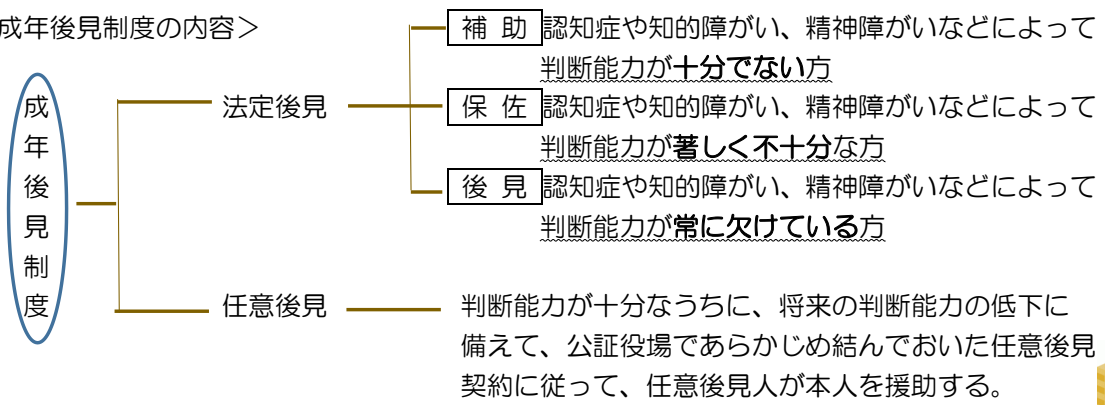 成年後見制度の内容＞
補 助 認知症や知的障がい、精神障がいなどによって
判断能力が十分でない方
成年後見制度
法定後見
保 佐 認知症や知的障がい、精神障がいなどによって
判断能力が著しく不十分な方
後 見 認知症や知的障がい、精神障がいなどによって
判断能力が常に欠けている方
任意後見
判断能力が十分なうちに、将来の判断能力の低下に
備えて、公証役場であらかじめ結んでおいた任意後見
契約に従って、任意後見人が本人を援助する。